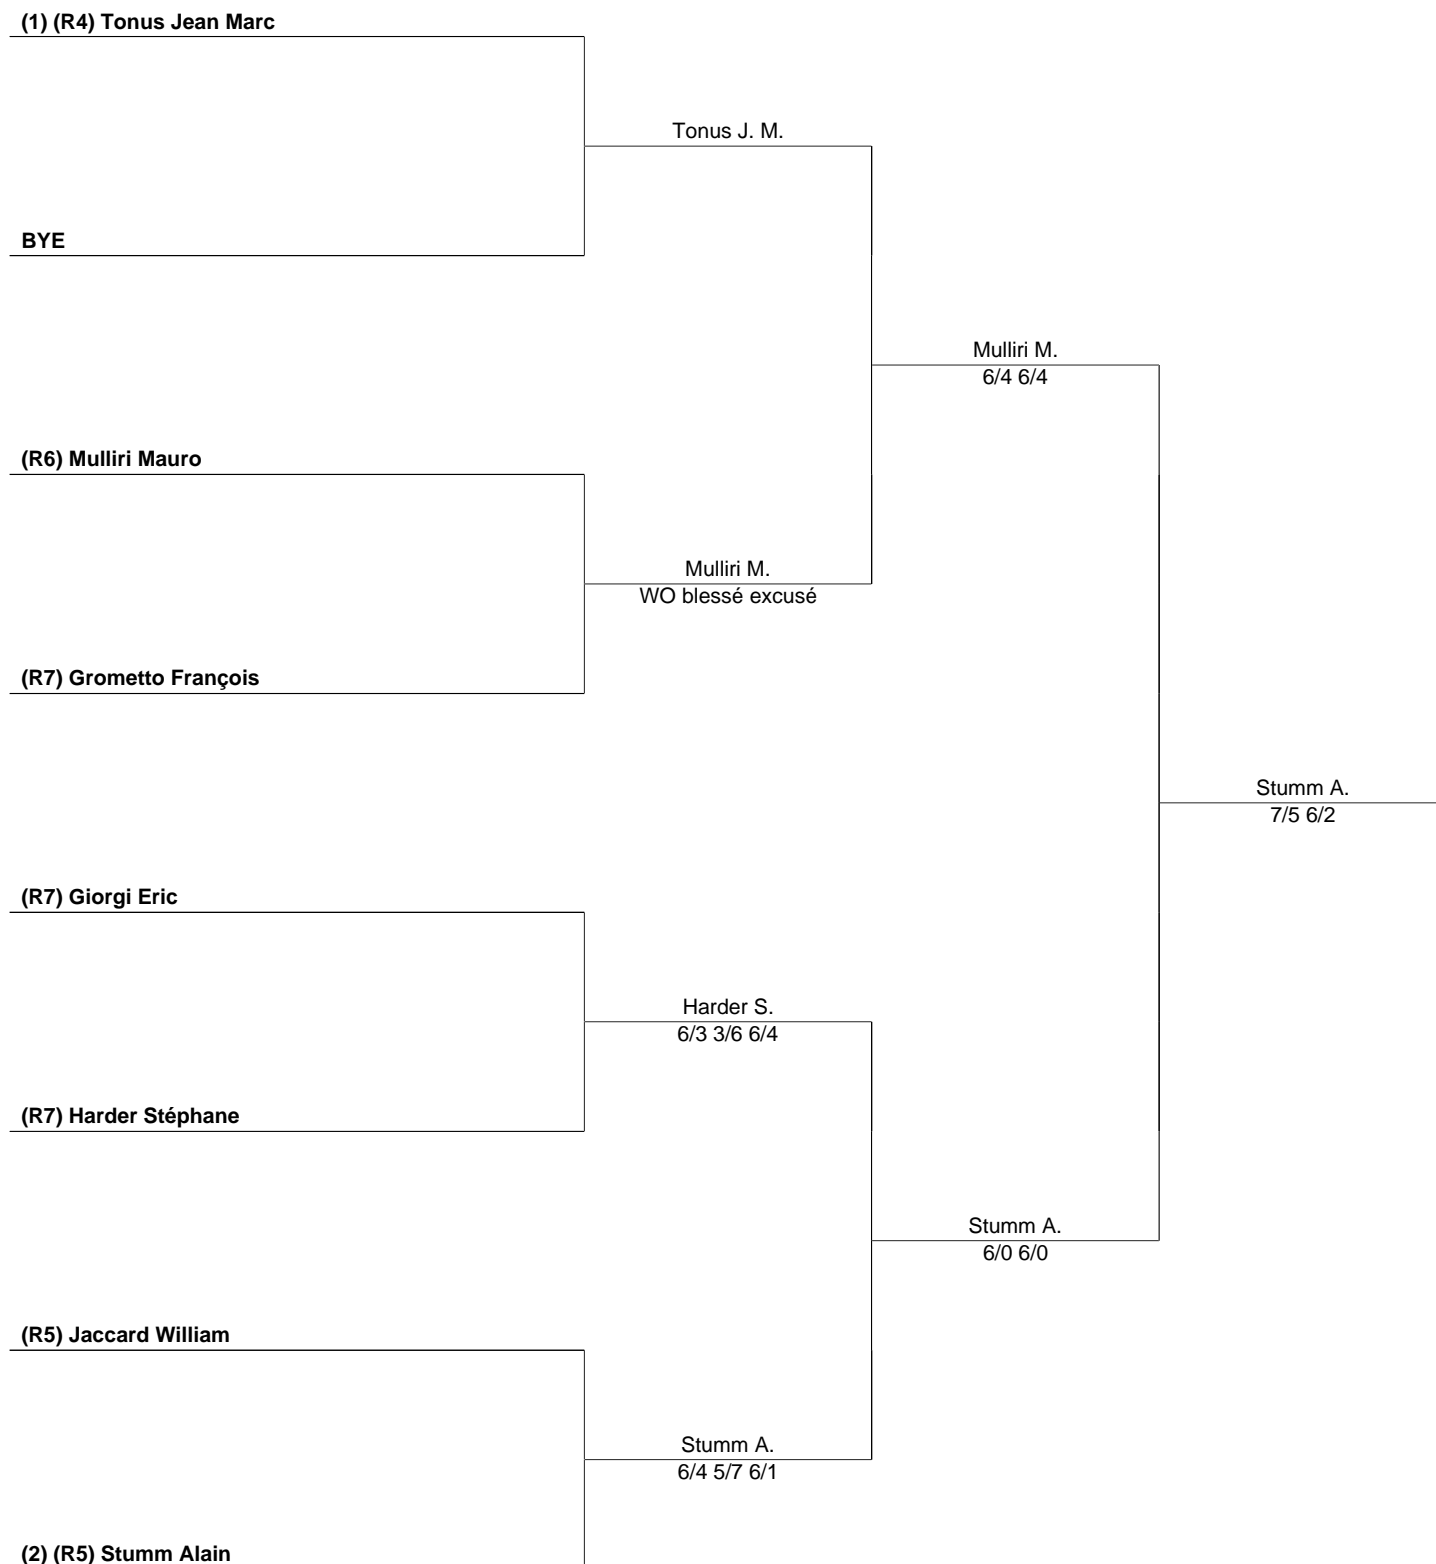 (1) (R4) Tonus Jean Marc
Tonus J. M.
BYE
Mulliri M.
6/4 6/4
(R6) Mulliri Mauro
Mulliri M.
WO blessé excusé
(R7) Grometto François
Stumm A.
7/5 6/2
(R7) Giorgi Eric
Harder S.
6/3 3/6 6/4
(R7) Harder Stéphane
Stumm A.
6/0 6/0
(R5) Jaccard William
Stumm A.
6/4 5/7 6/1
(2) (R5) Stumm Alain